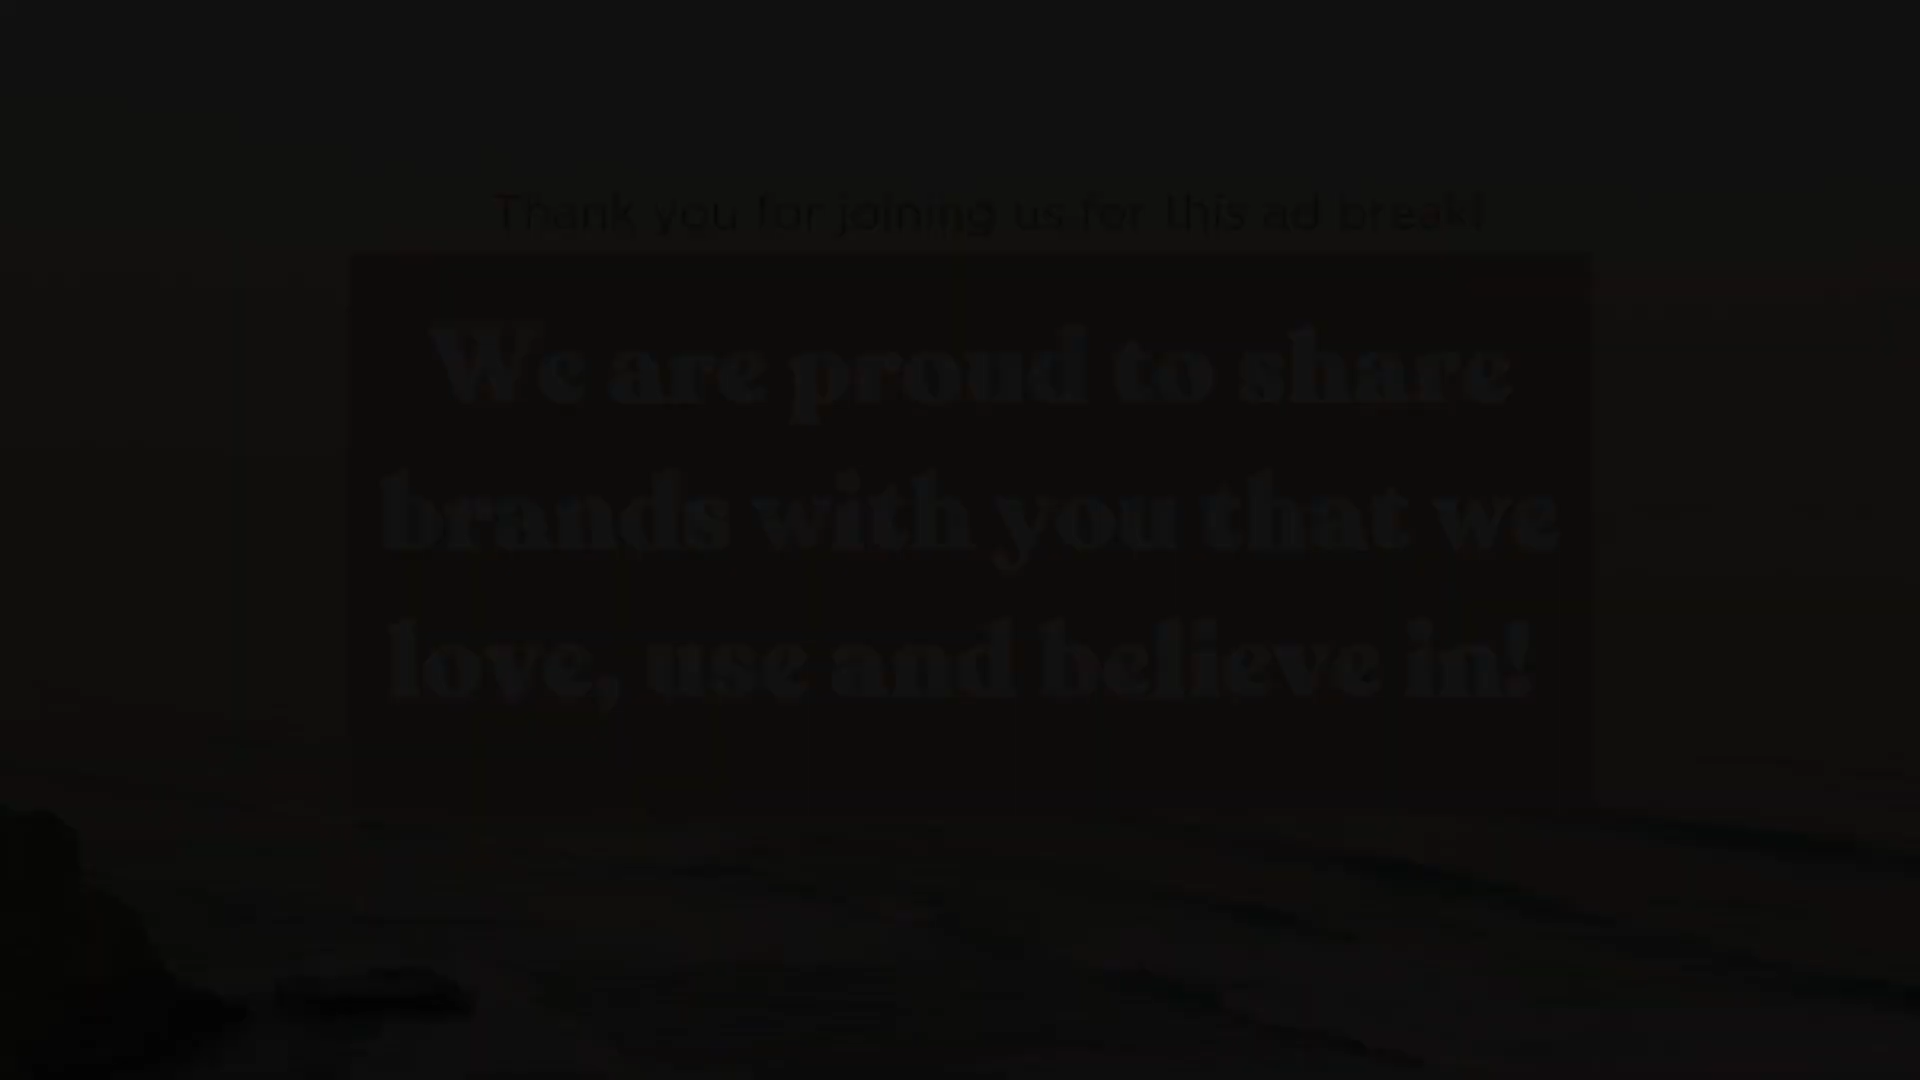 Thank you for joining us for this ad break!
We are proud to share
brands with you that we
love, use and believe in!